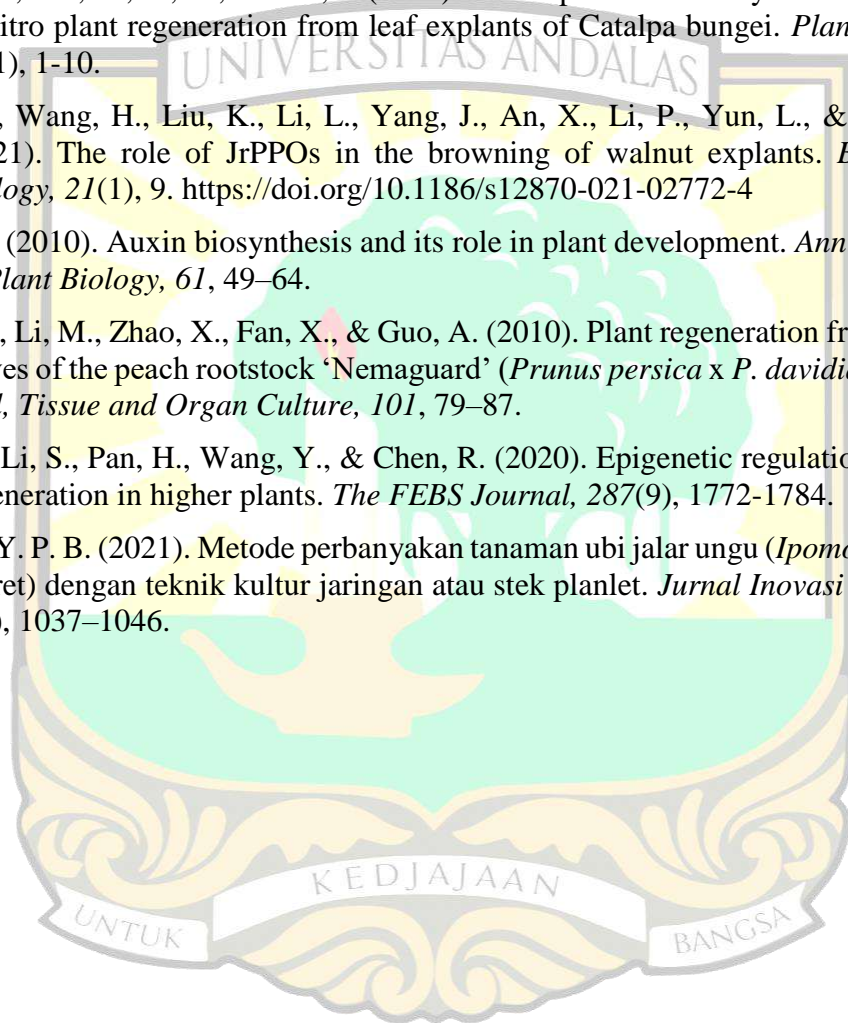 itro plant regeneration from leaf explants of Catalpa bungei. Plan
), 1-10.
UNIVERSITAS ANDALAS
, Wang, H., Liu, K., Li, L., Yang, J., An, X., Li, P., Yun, L., &
21). The role of JrPPOs in the browning of walnut explants.
logy, 21(1), 9. https://doi.org/10.1186/s12870-021-02772-4
(2010). Auxin biosynthesis and its role in plant development. Ann
Plant Biology, 61, 49–64.
, Li, M., Zhao, X., Fan, X., & Guo, A. (2010). Plant regeneration fr
ves of the peach rootstock ‘Nemaguard’ (Prunus persica x P. davidia
l, Tissue and Organ Culture, 101, 79–87.
Li, S., Pan, H., Wang, Y., & Chen, R. (2020). Epigenetic regulatio
eneration in higher plants. The FEBS Journal, 287(9), 1772-1784.
Y. P. B. (2021). Metode perbanyakan tanaman ubi jalar ungu (Ipomo
ret) dengan teknik kultur jaringan atau stek planlet. Jurnal Inovasi
), 1037–1046.
KEDJAJAAN
UNTUK
BANGSA